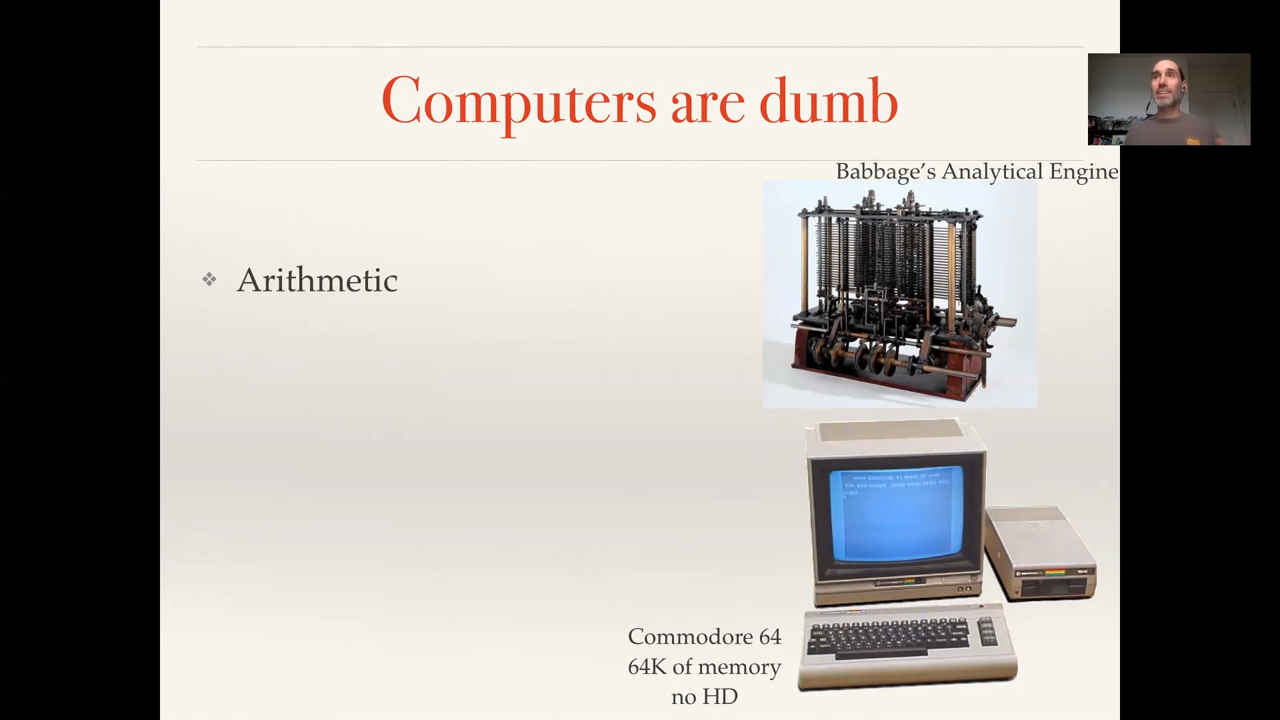 Computers are dumb
Babbage’s Analytical Engine
Arithmetic
Commodore 64
64K of memory
no HD